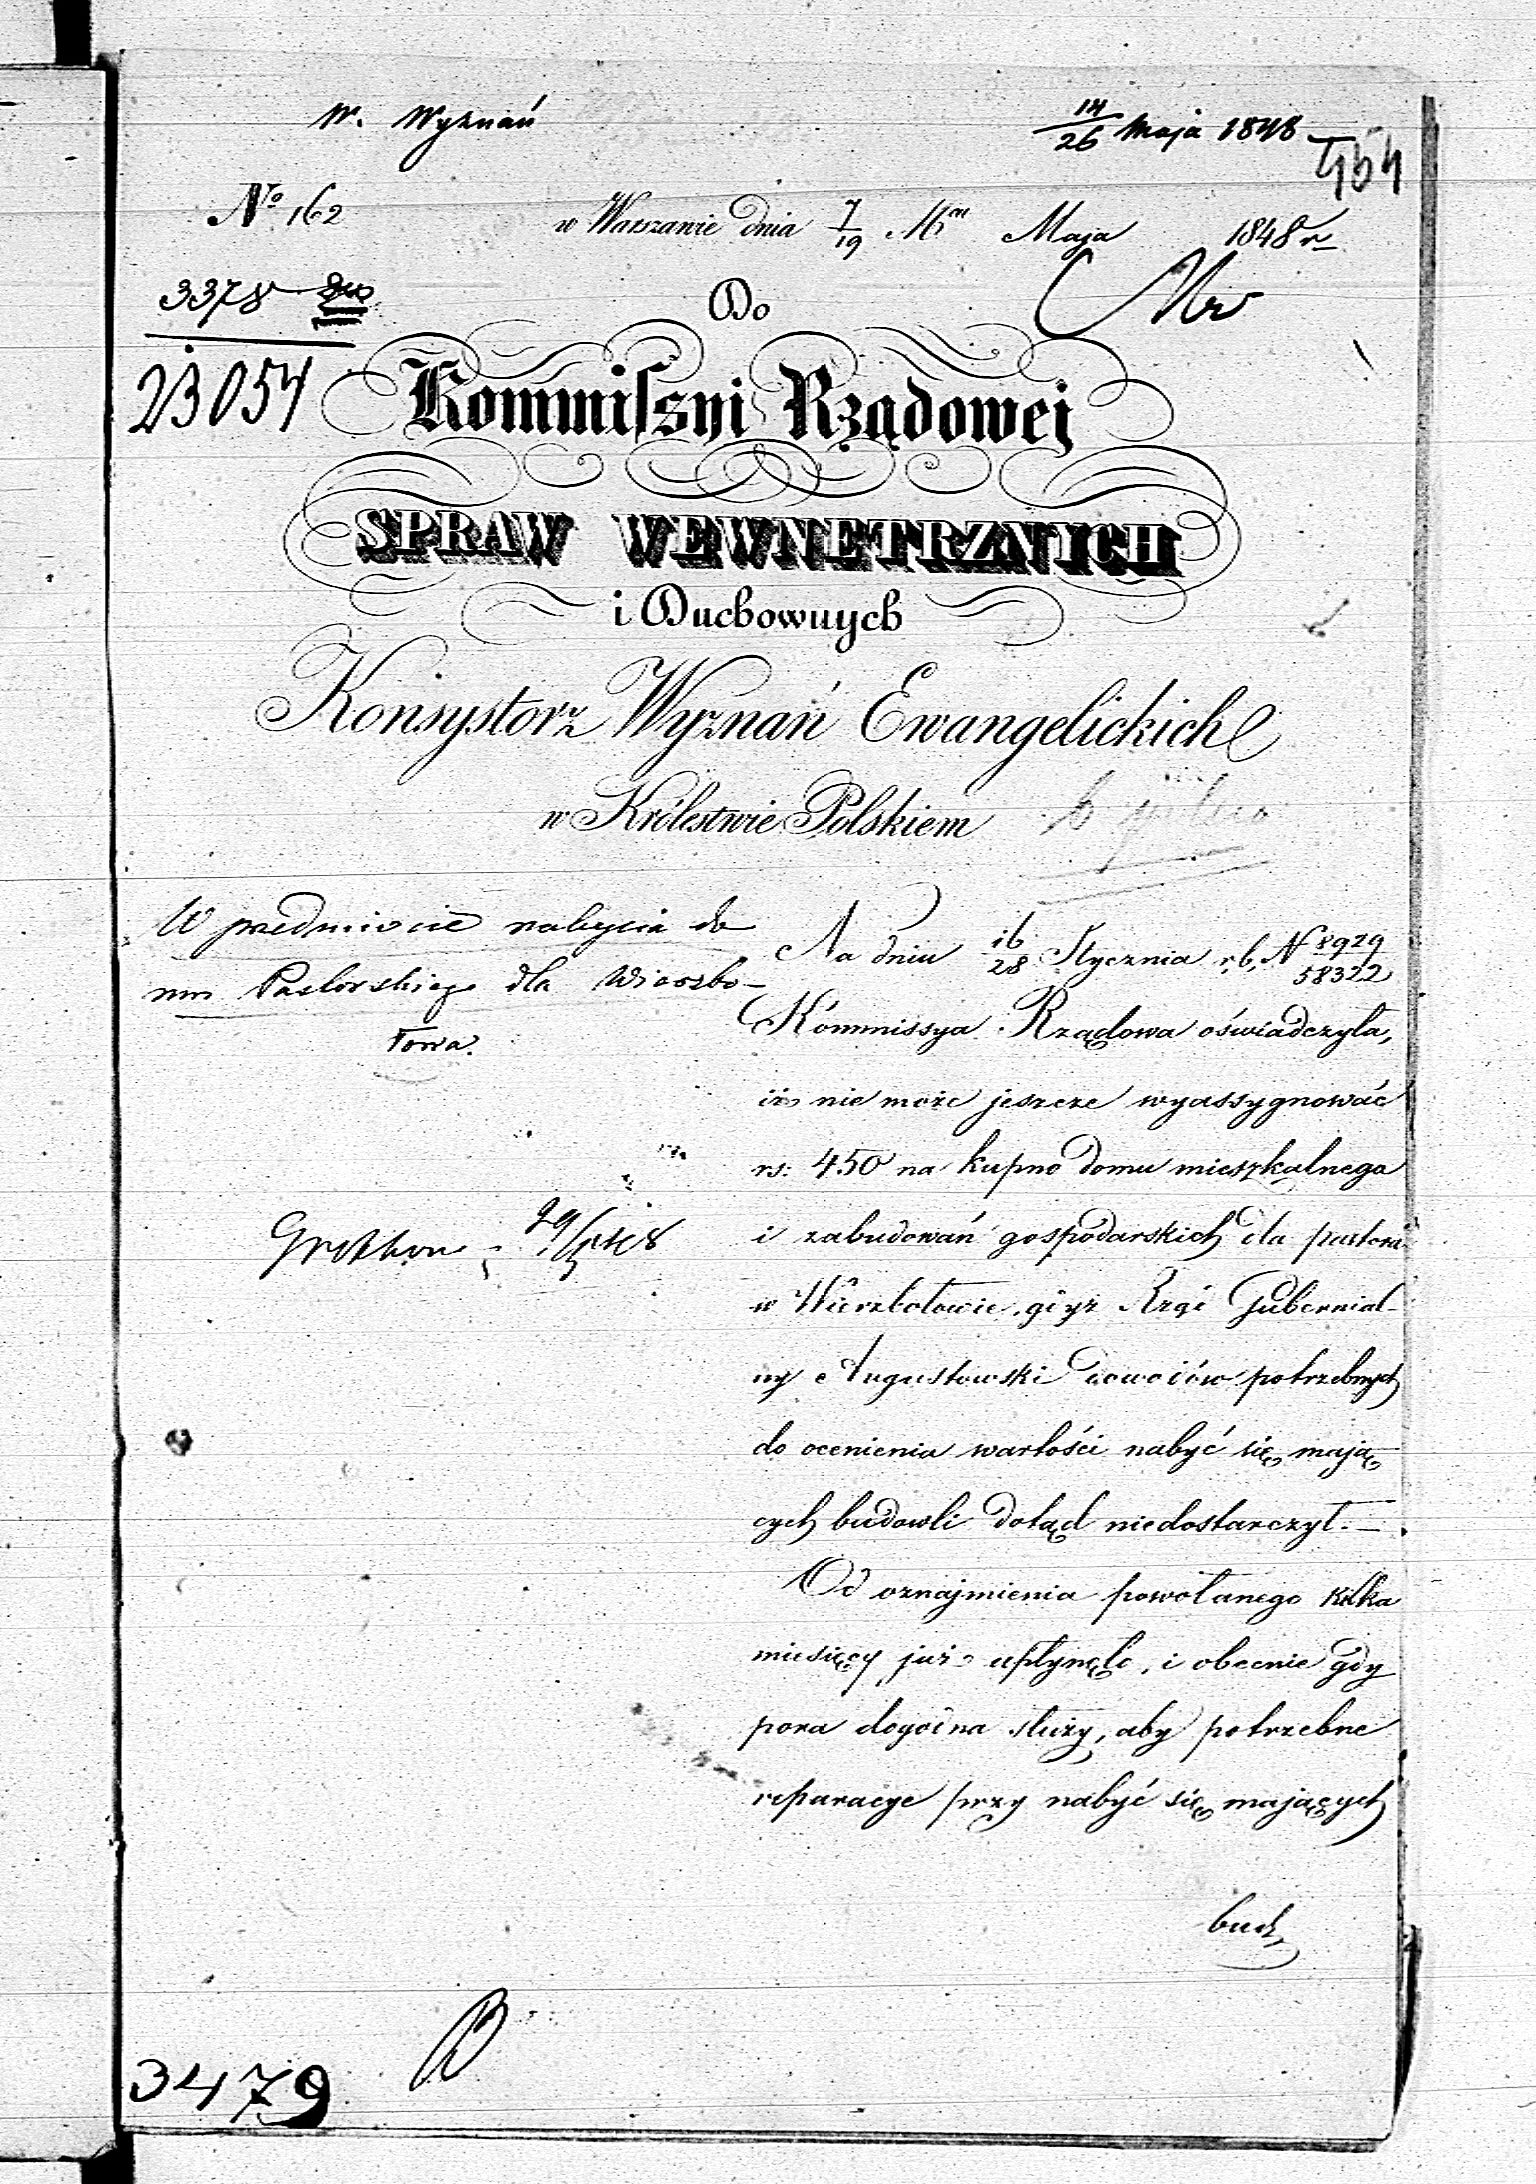 W. Wyznań
14/26 Maja 1848
No 162
w Warszawie dnia 7/19 Mca Maja 1848 r
3378
23054
Do
Kommissyi Rządowej
SPRAW WEWNĘTRZNYCH
i Duchownych
Konsystorz Wyznań Ewangelickich
w Królestwie Polskiem
W przedmiocie nabycia do
mu Pastorskiego dla Wierzbo-
łowa.
Na dniu 16/28 Stycznia r.b. N 8929/58322
Kommissya Rządowa oświadczyła,
iż nie może jeszcze wyassygnować
rs: 450 na kupno domu mieszkalnego
i zabudowań gospodarskich dla pastora
w Wierzbołowie, gdyż Rząd Gubernial-
ny Augustowski dowodów potrzebnych
do ocenienia wartości nabyć się mają-
cych budowli dotąd niedostarczył.—
Od oznajmienia powołanego kilka
miesięcy już upłynęło, i obecnie gdy
pora dogodna służy, aby potrzebne
reparacye przy nabyć się mających
bud,
3479